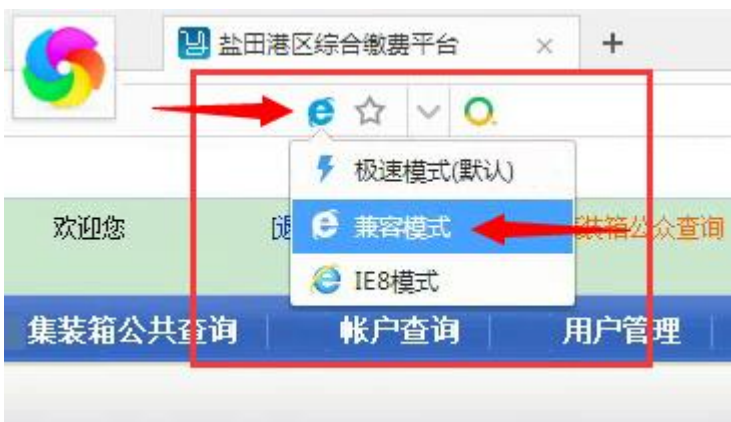 盐田港区综合缴费平台
极速模式(默认)
欢迎您
兼容模式
装箱公众查询
IE8模式
集装箱公共查询
帐户查询
用户管理